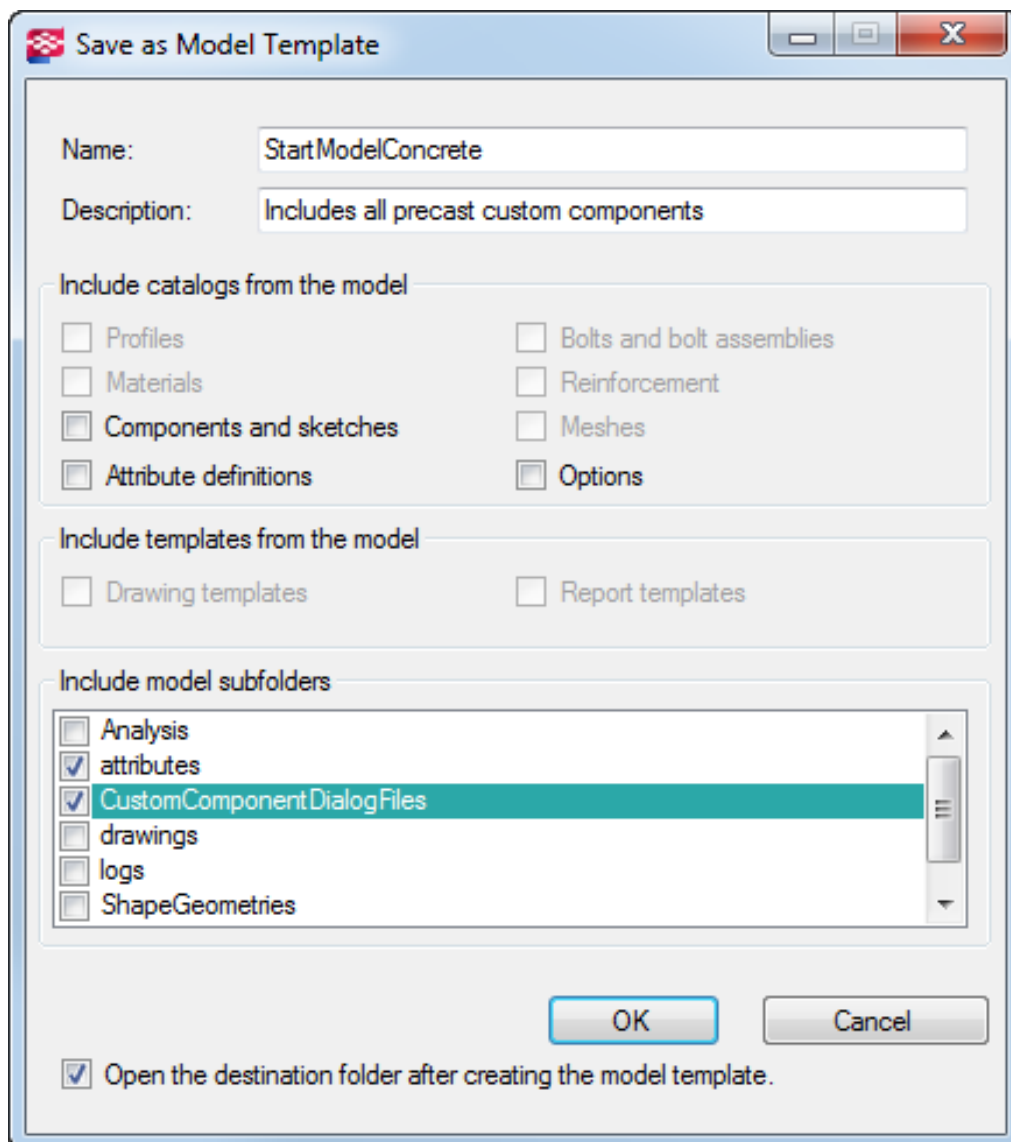 Save as Model Template
Name: StartModelConcrete
Description: Includes all precast custom components
Include catalogs from the model
Profiles Bolts and bolt assemblies
Materials Reinforcement
Components and sketches Meshes
Attribute definitions Options
Include templates from the model
Drawing templates Report templates
Include model subfolders
Analysis
attributes
CustomComponentDialogFiles
drawings
logs
ShapeGeometries
OK Cancel
Open the destination folder after creating the model template.